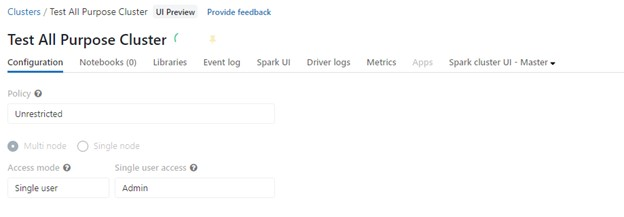 Clusters / Test All Purpose Cluster UI Preview Provide feedback
Test All Purpose Cluster
Configuration Notebooks (0) Libraries Event log Spark UI Driver logs Metrics Apps Spark cluster UI - Master
Policy ?
Unrestricted
Multi node Single node
Access mode ? Single user access ?
Single user Admin